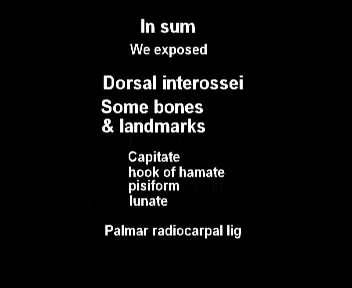 In sum
We exposed
Dorsal interossei
Some bones
& landmarks
Capitate
hook of hamate
pisiform
lunate
Palmar radiocarpal lig